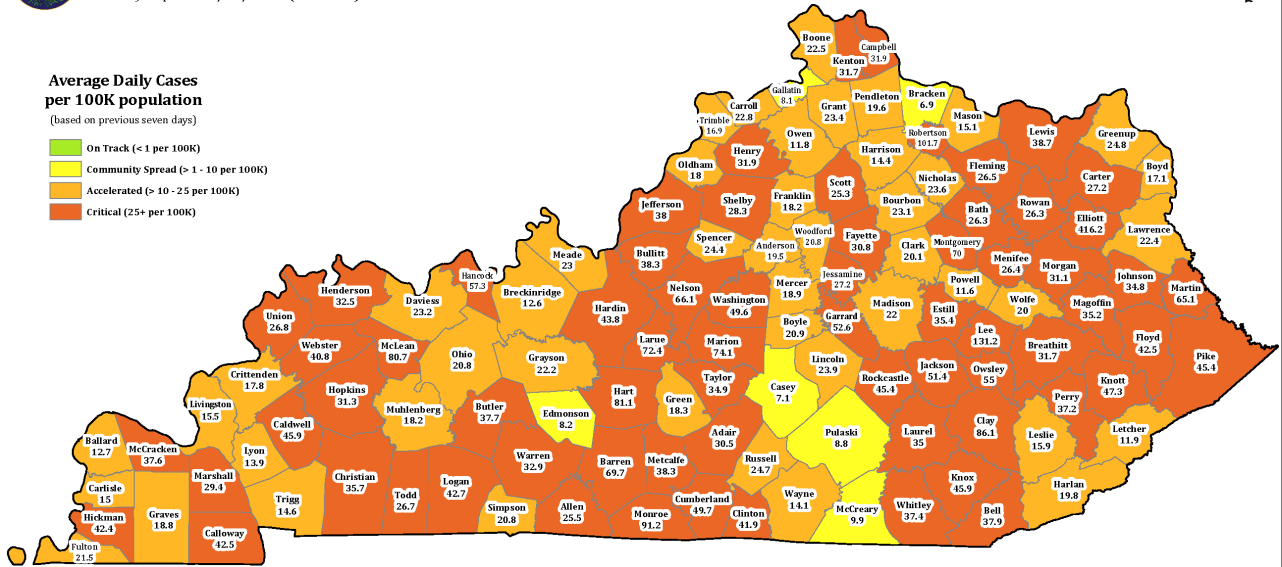 Average Daily Cases
per 100K population
(based on previous seven days)
On Track (< 1 per 100K)
Community Spread (> 1 - 10 per 100K)
Accelerated (> 10 - 25 per 100K)
Critical (25+ per 100K)
Boone
22.5
Kenton
31.7
Campbell
31.9
Gallatin
8.1
Carroll
22.8
Trimble
16.9
Grant
23.4
Pendleton
19.6
Bracken
6.9
Mason
15.1
Robertson
101.7
Lewis
38.7
Greenup
24.8
Boyd
17.1
Owen
11.8
Henry
31.9
Oldham
18
Harrison
14.4
Fleming
26.5
Carter
27.2
Nicholas
23.6
Scott
25.3
Jefferson
38
Shelby
28.3
Franklin
18.2
Bourbon
23.1
Bath
26.3
Rowan
26.3
Elliott
416.2
Lawrence
22.4
Spencer
24.4
Anderson
19.5
Woodford
20.8
Fayette
30.8
Clark
20.1
Montgomery
70
Menifee
26.4
Morgan
31.1
Johnson
34.8
Martin
65.1
Meade
23
Bullitt
38.3
Hancock
57.3
Breckinridge
12.6
Daviess
23.2
Henderson
32.5
Union
26.8
Nelson
66.1
Washington
49.6
Mercer
18.9
Jessamine
27.2
Madison
22
Powell
11.6
Estill
35.4
Wolfe
20
Magoffin
35.2
Hardin
43.8
Boyle
20.9
Garrard
52.6
Lee
131.2
Breathitt
31.7
Floyd
42.5
Pike
45.4
Webster
40.8
McLean
80.7
Ohio
20.8
Grayson
22.2
Larue
72.4
Marion
74.1
Lincoln
23.9
Rockcastle
45.4
Jackson
51.4
Owsley
55
Knott
47.3
Perry
37.2
Crittenden
17.8
Livingston
15.5
Hopkins
31.3
Muhlenberg
18.2
Butler
37.7
Edmonson
8.2
Hart
81.1
Green
18.3
Taylor
34.9
Casey
7.1
Pulaski
8.8
Laurel
35
Clay
86.1
Leslie
15.9
Letcher
11.9
Ballard
12.7
McCracken
37.6
Lyon
13.9
Caldwell
45.9
Adair
30.5
Russell
24.7
Warren
32.9
Barren
69.7
Metcalfe
38.3
Harlan
19.8
Knox
45.9
Carlisle
15
Marshall
29.4
Christian
35.7
Todd
26.7
Logan
42.7
Trigg
14.6
Simpson
20.8
Allen
25.5
Monroe
91.2
Cumberland
49.7
Clinton
41.9
Wayne
14.1
McCreary
9.9
Whitley
37.4
Bell
37.9
Hickman
42.4
Graves
18.8
Calloway
42.5
Fulton
21.5